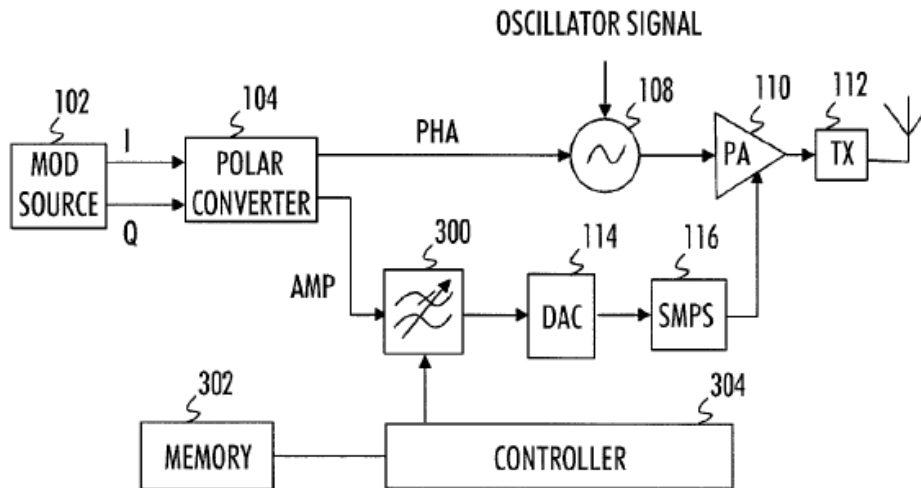 OSCILLATOR SIGNAL
102
104
108
110
112
I
PHA
MOD
SOURCE
POLAR
CONVERTER
PA
TX
Q
300
114
116
AMP
DAC
SMPS
302
304
MEMORY
CONTROLLER